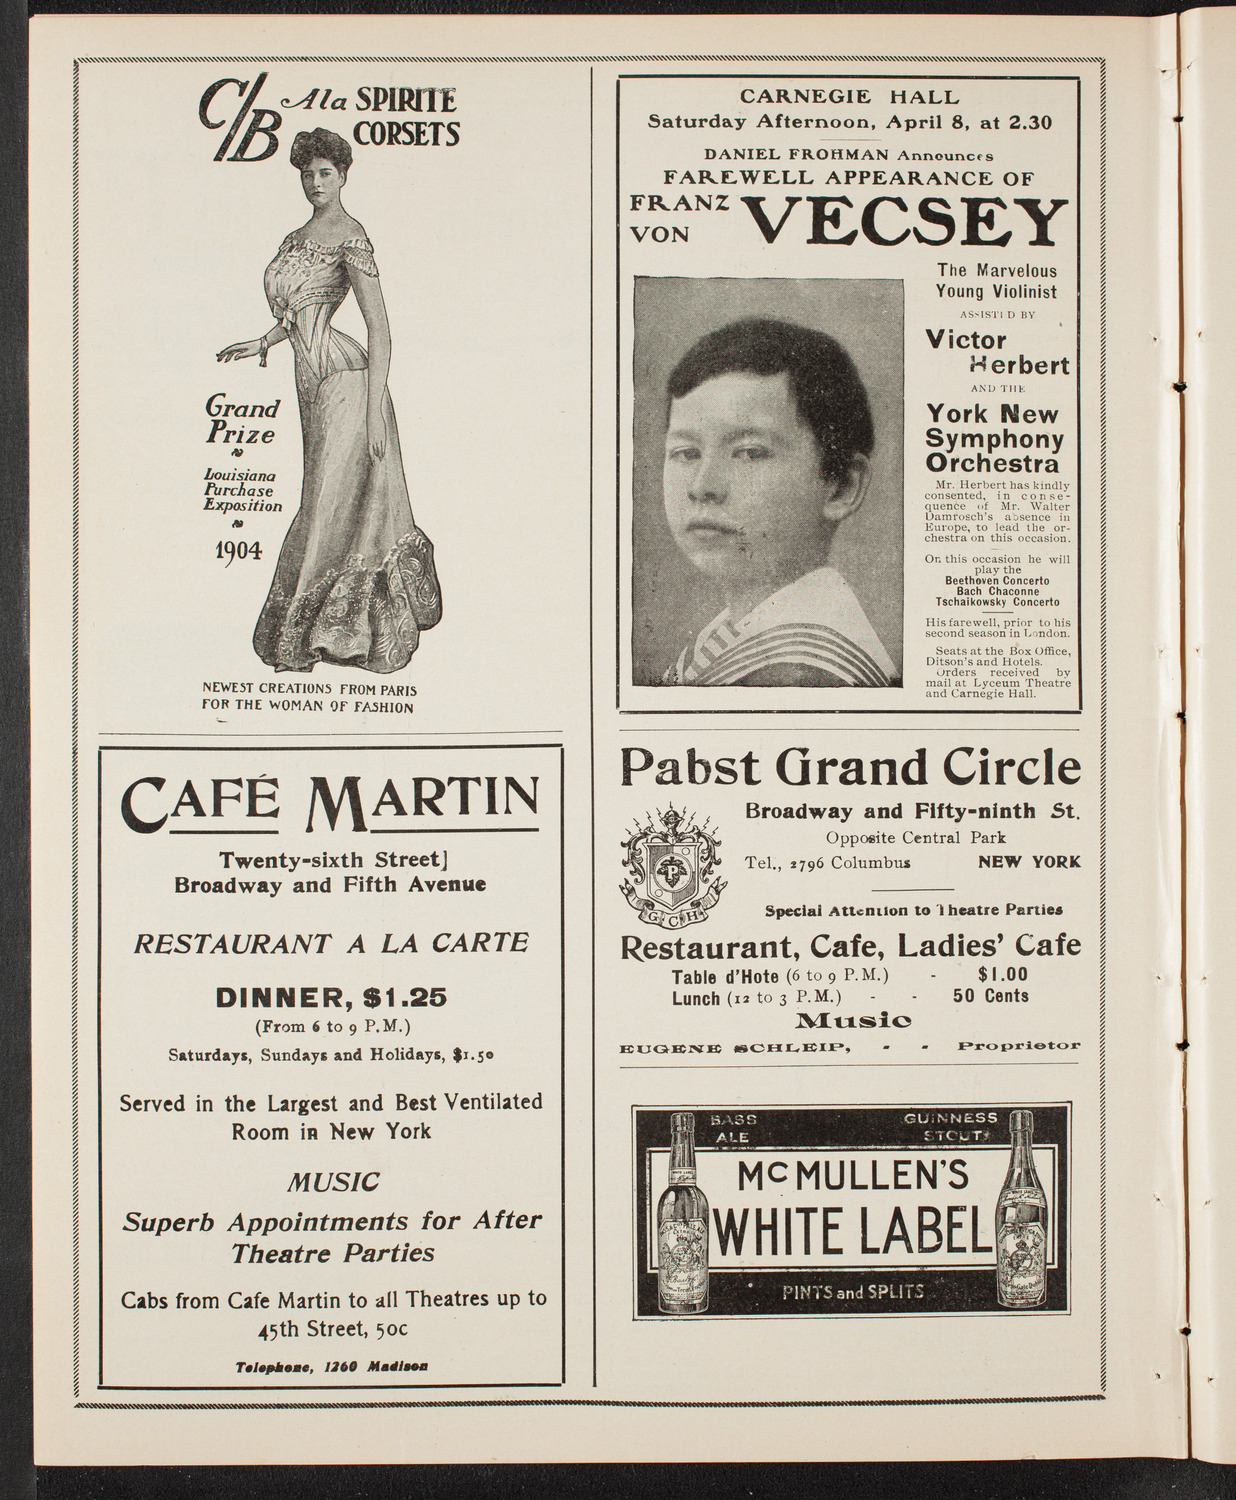 C/B Ala SPIRITE
CORSETS
Grand
Prize
Louisiana
Purchase
Exposition
1904
NEWEST CREATIONS FROM PARIS
FOR THE WOMAN OF FASHION
CAFÉ MARTIN
Twenty-sixth Street]
Broadway and Fifth Avenue
RESTAURANT A LA CARTE
DINNER, $1.25
(From 6 to 9 P.M.)
Saturdays, Sundays and Holidays, $1.50
Served in the Largest and Best Ventilated
Room in New York
MUSIC
Superb Appointments for After
Theatre Parties
Cabs from Cafe Martin to all Theatres up to
45th Street, 50c
Telephone, 1260 Madison
CARNEGIE HALL
Saturday Afternoon, April 8, at 2.30
DANIEL FROHMAN Announces
FAREWELL APPEARANCE OF
FRANZ
VON VECSEY
The Marvelous
Young Violinist
ASSISTED BY
Victor
Herbert
AND THE
York New
Symphony
Orchestra
Mr. Herbert has kindly
consented, in conse-
quence of Mr. Walter
Damrosch's absence in
Europe, to lead the or-
chestra on this occasion.
On this occasion he will
play the
Beethoven Concerto
Bach Chaconne
Tschaikowsky Concerto
His farewell, prior to his
second season in London.
Seats at the Box Office,
Ditson's and Hotels.
Orders received by
mail at Lyceum Theatre
and Carnegie Hall.
Pabst Grand Circle
Broadway and Fifty-ninth St.
Opposite Central Park
Tel., 2796 Columbus NEW YORK
P
G C H
Special Attention to Theatre Parties
Restaurant, Cafe, Ladies' Cafe
Table d'Hote (6 to 9 P.M.) - $1.00
Lunch (12 to 3 P.M.) - - 50 Cents
Music
EUGENE SCHLEIP, - - Proprietor
BASS
ALE
GUINNESS
STOUT
McMULLEN'S
WHITE LABEL
PINTS and SPLITS